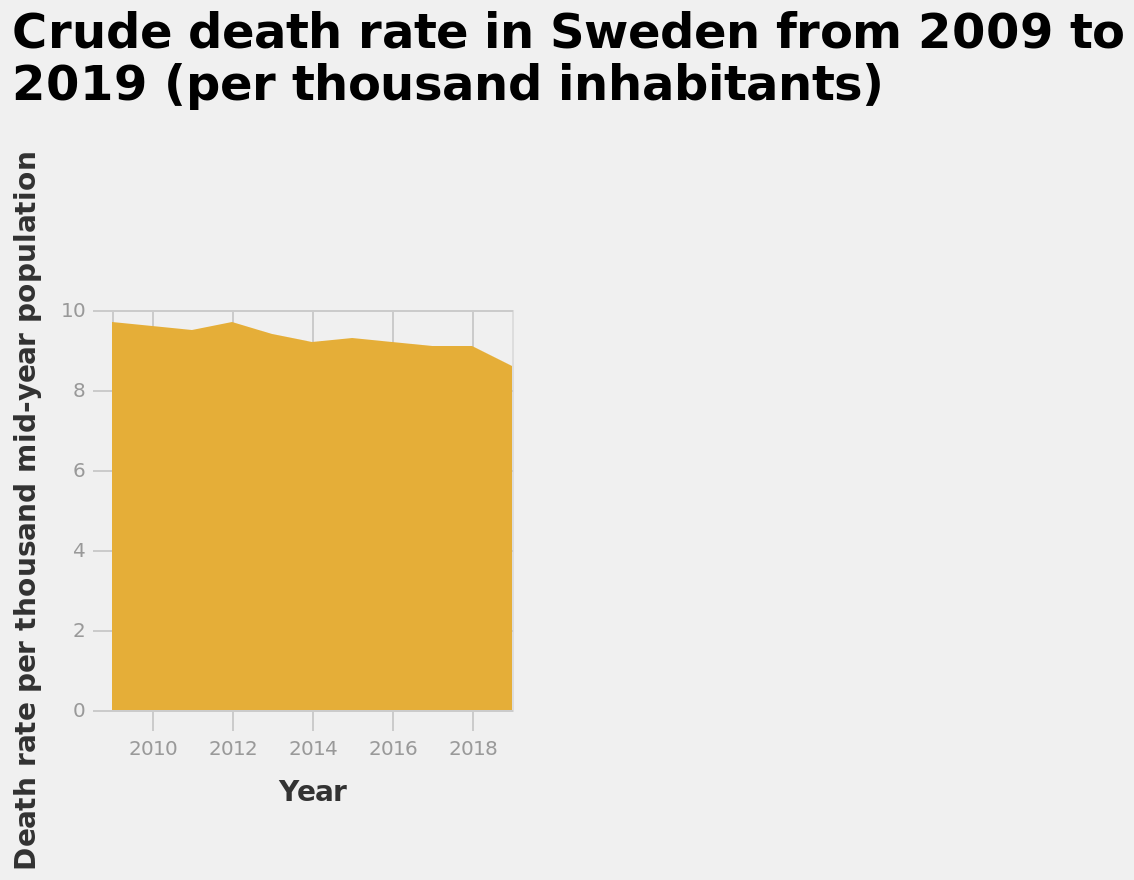 Crude death rate in Sweden from 2009 to
2019 (per thousand inhabitants)
Death rate per thousand mid-year population
10
8
6
4
2
0
2010 2012 2014 2016 2018
Year